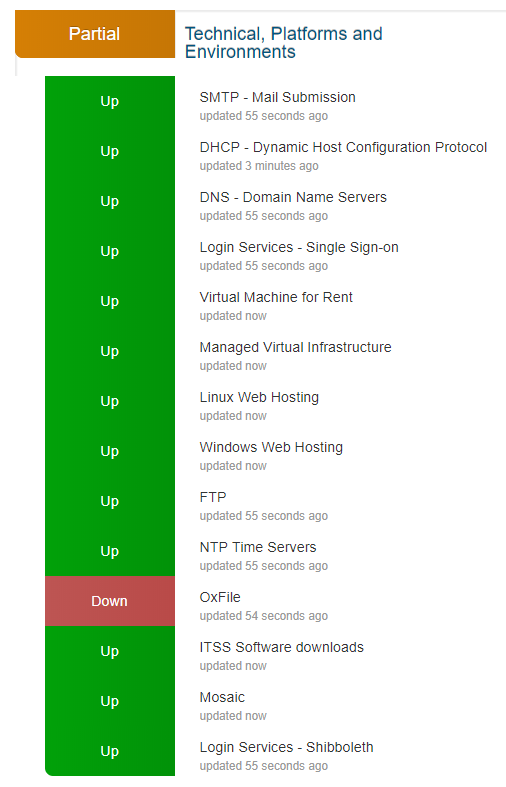 Partial
Technical, Platforms and
Environments
Up
SMTP - Mail Submission
updated 55 seconds ago
Up
DHCP - Dynamic Host Configuration Protocol
updated 3 minutes ago
Up
DNS - Domain Name Servers
updated 55 seconds ago
Up
Login Services - Single Sign-on
updated 55 seconds ago
Up
Virtual Machine for Rent
updated now
Up
Managed Virtual Infrastructure
updated now
Up
Linux Web Hosting
updated now
Up
Windows Web Hosting
updated now
Up
FTP
updated 55 seconds ago
Up
NTP Time Servers
updated 55 seconds ago
Down
OxFile
updated 54 seconds ago
Up
ITSS Software downloads
updated now
Up
Mosaic
updated now
Up
Login Services - Shibboleth
updated 55 seconds ago